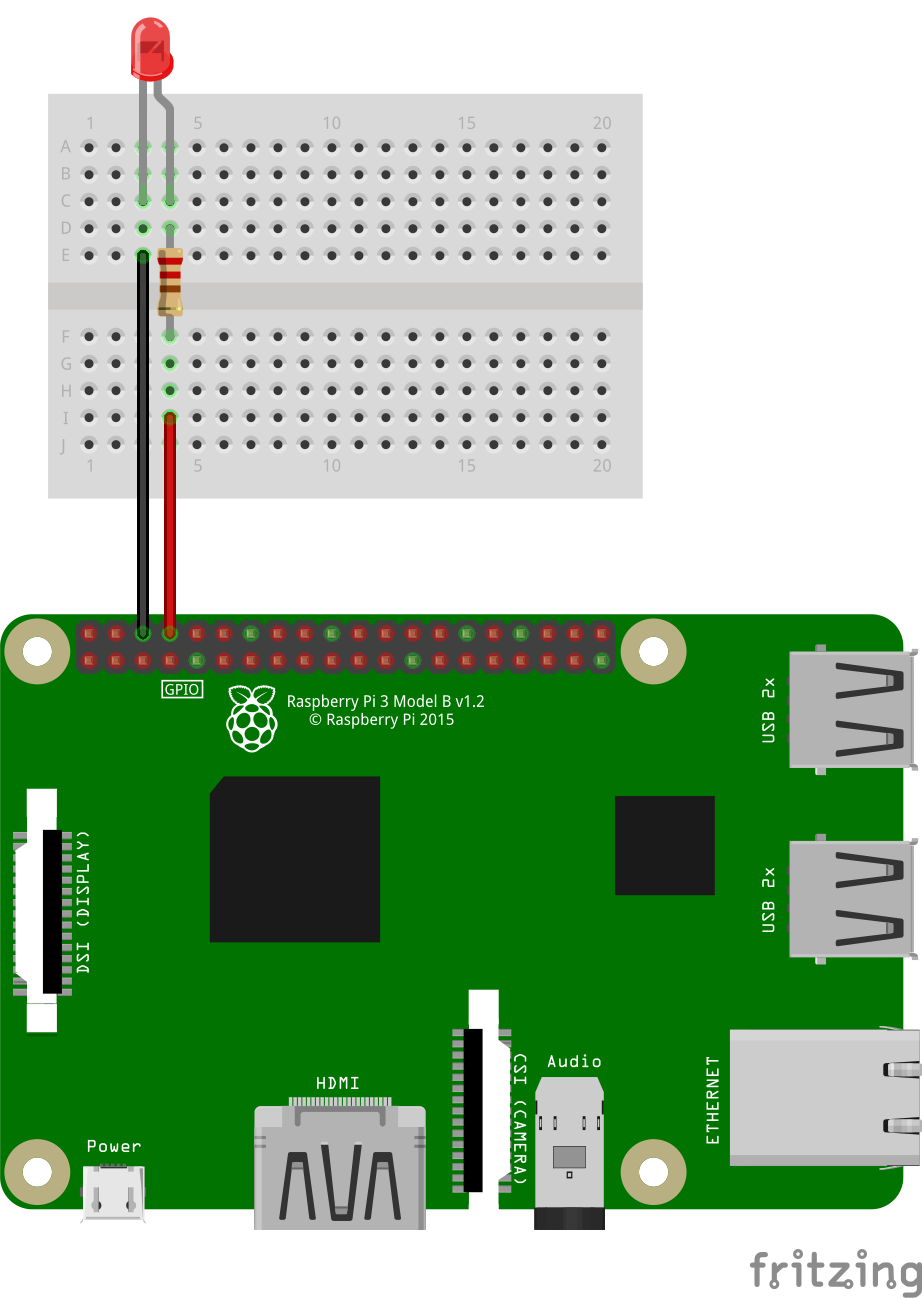 1 5 10 15 20
A
B
C
D
E
F
G
H
I
J
1 5 10 15 20
GPIO
Raspberry Pi 3 Model B v1.2
© Raspberry Pi 2015
USB 2x
DSI (DISPLAY)
USB 2x
CSI (CAMERA)
Audio
ETHERNET
HDMI
Power
fritzing